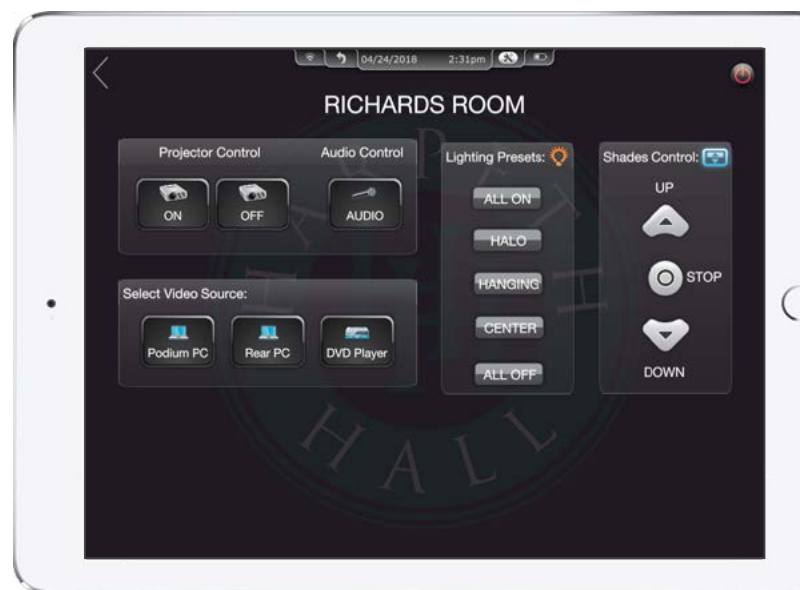 04/24/2018 2:31pm
RICHARDS ROOM
Projector Control
Audio Control
ON
OFF
AUDIO
Select Video Source:
Podium PC
Rear PC
DVD Player
Lighting Presets:
ALL ON
HALO
HANGING
CENTER
ALL OFF
Shades Control:
UP
STOP
DOWN
HARPETH HALL